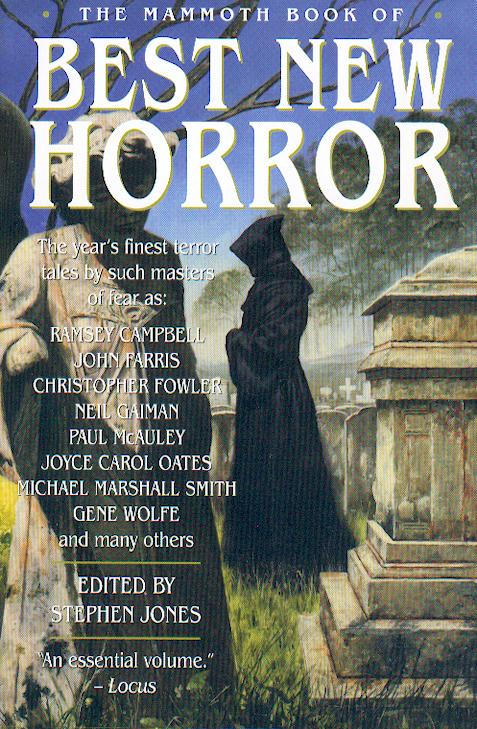 THE MAMMOTH BOOK OF
BEST NEW
HORROR
The year's finest terror
tales by such masters
of fear as:
RAMSEY CAMPBELL
JOHN FARRIS
CHRISTOPHER FOWLER
NEIL GAIMAN
PAUL McAULEY
JOYCE CAROL OATES
MICHAEL MARSHALL SMITH
GENE WOLFE
and many others
EDITED BY
STEPHEN JONES
"An essential volume."
– Locus